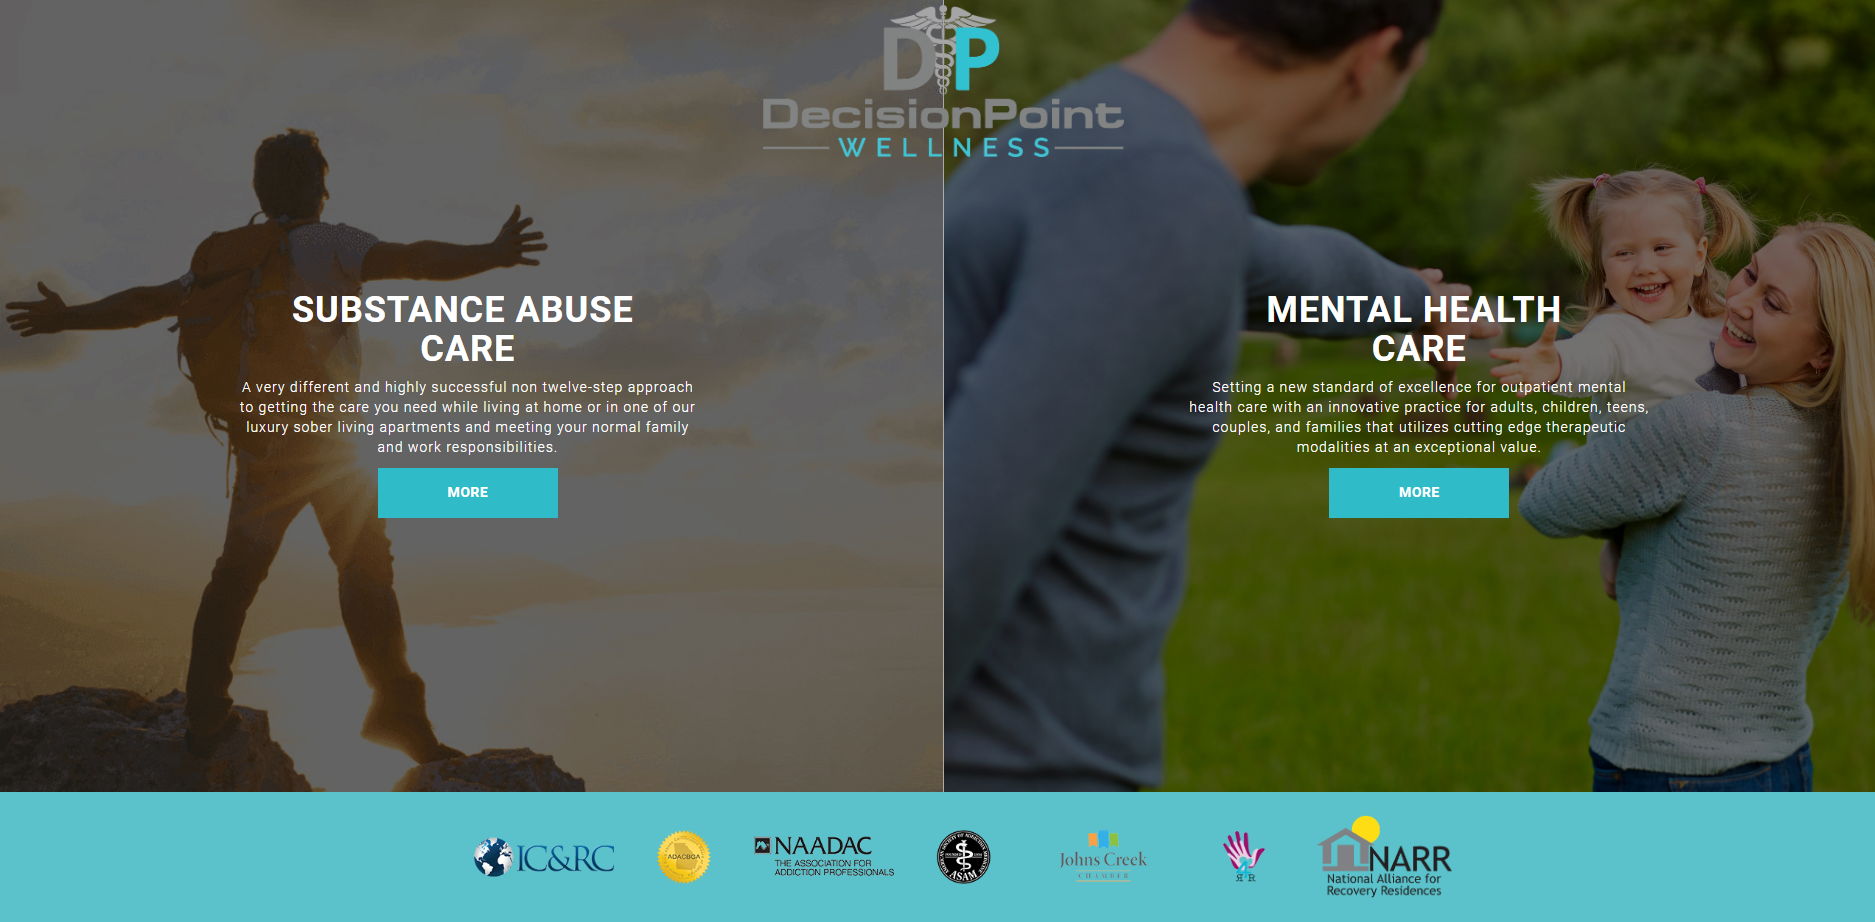 DP
DecisionPoint
WELLNESS
SUBSTANCE ABUSE
CARE
A very different and highly successful non twelve-step approach
to getting the care you need while living at home or in one of our
luxury sober living apartments and meeting your normal family
and work responsibilities.
MORE
MENTAL HEALTH
CARE
Setting a new standard of excellence for outpatient mental
health care with an innovative practice for adults, children, teens,
couples, and families that utilizes cutting edge therapeutic
modalities at an exceptional value.
MORE
IC&RC
ADACBGA
NAADAC
THE ASSOCIATION FOR
ADDICTION PROFESSIONALS
ASAM
Johns Creek
CHAMBER
NARR
National Alliance for
Recovery Residences